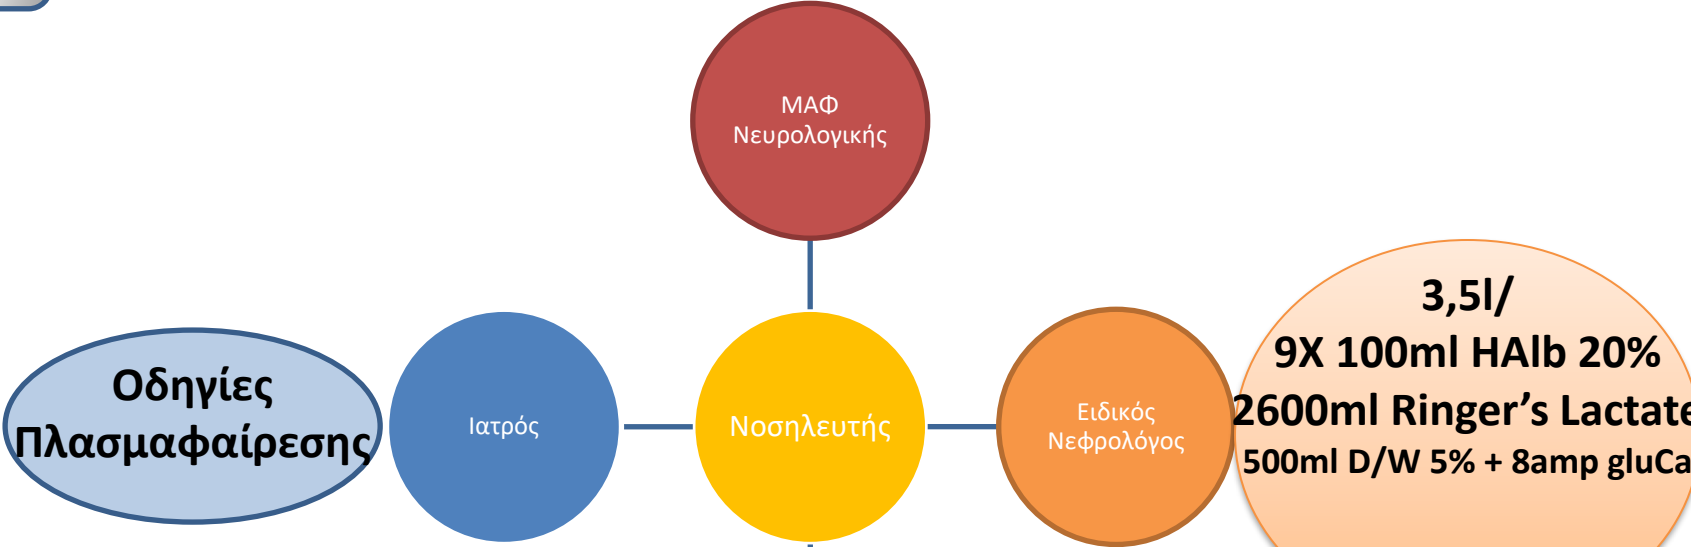 ΜΑΦ
Νευρολογικής
Οδηγίες
Πλασμαφαίρεσης
Ιατρός
Νοσηλευτής
Ειδικός
Νεφρολόγος
3,5l/
9X 100ml HAlb 20%
2600ml Ringer’s Lactate
500ml D/W 5% + 8amp gluCa